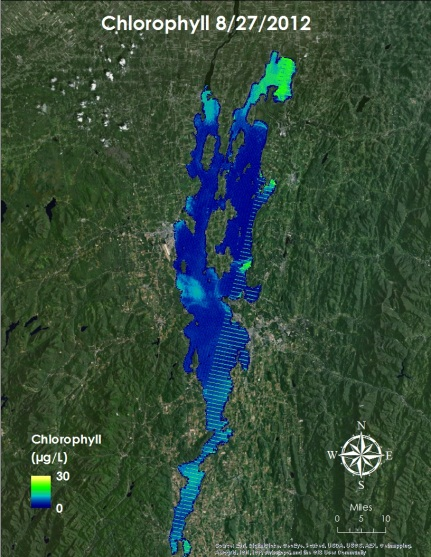 Chlorophyll 8/27/2012
Chlorophyll
(µg/L)
30
0
N
W E
S
Miles
0 5 10